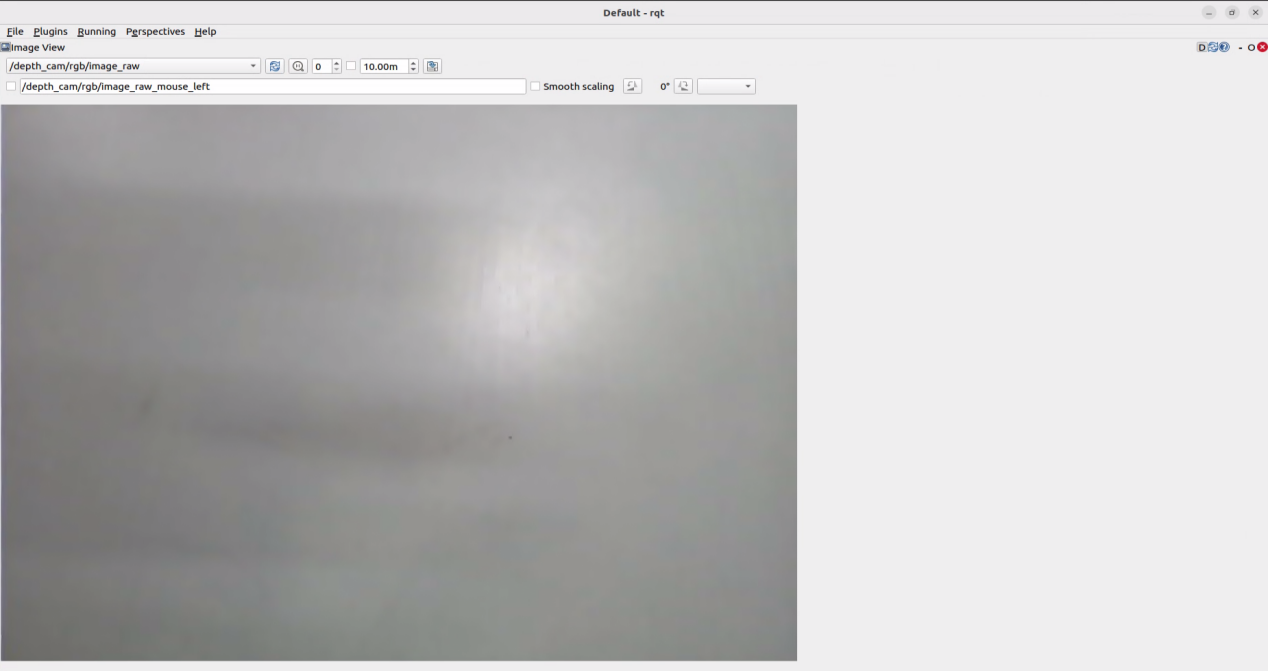 Default - rqt
File Plugins Running Perspectives Help
Image View D - O
/depth_cam/rgb/image_raw 0 10.00m
/depth_cam/rgb/image_raw_mouse_left Smooth scaling 0°